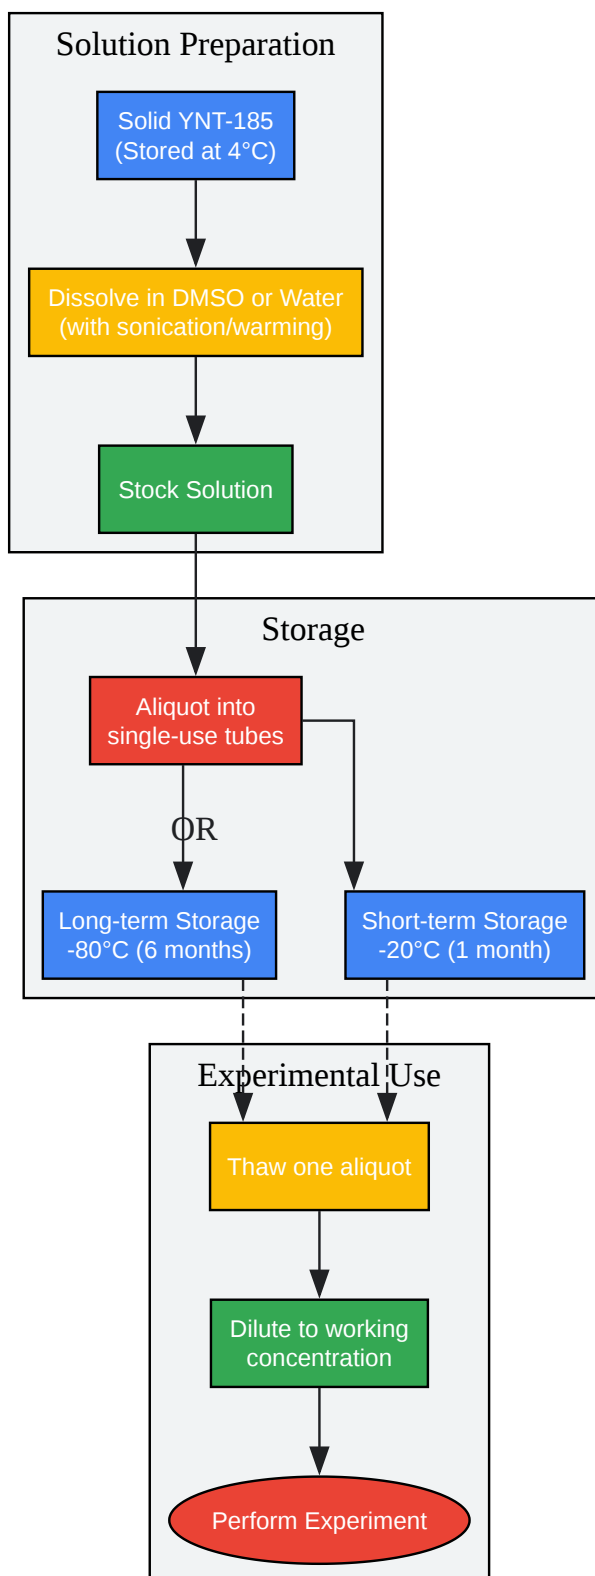 Solution Preparation
Solid YNT-185
(Stored at 4°C)
Dissolve in DMSO or Water
(with sonication/warming)
Stock Solution
Storage
Aliquot into
single-use tubes
OR
Long-term Storage
-80°C (6 months)
Short-term Storage
-20°C (1 month)
Experimental Use
Thaw one aliquot
Dilute to working
concentration
Perform Experiment